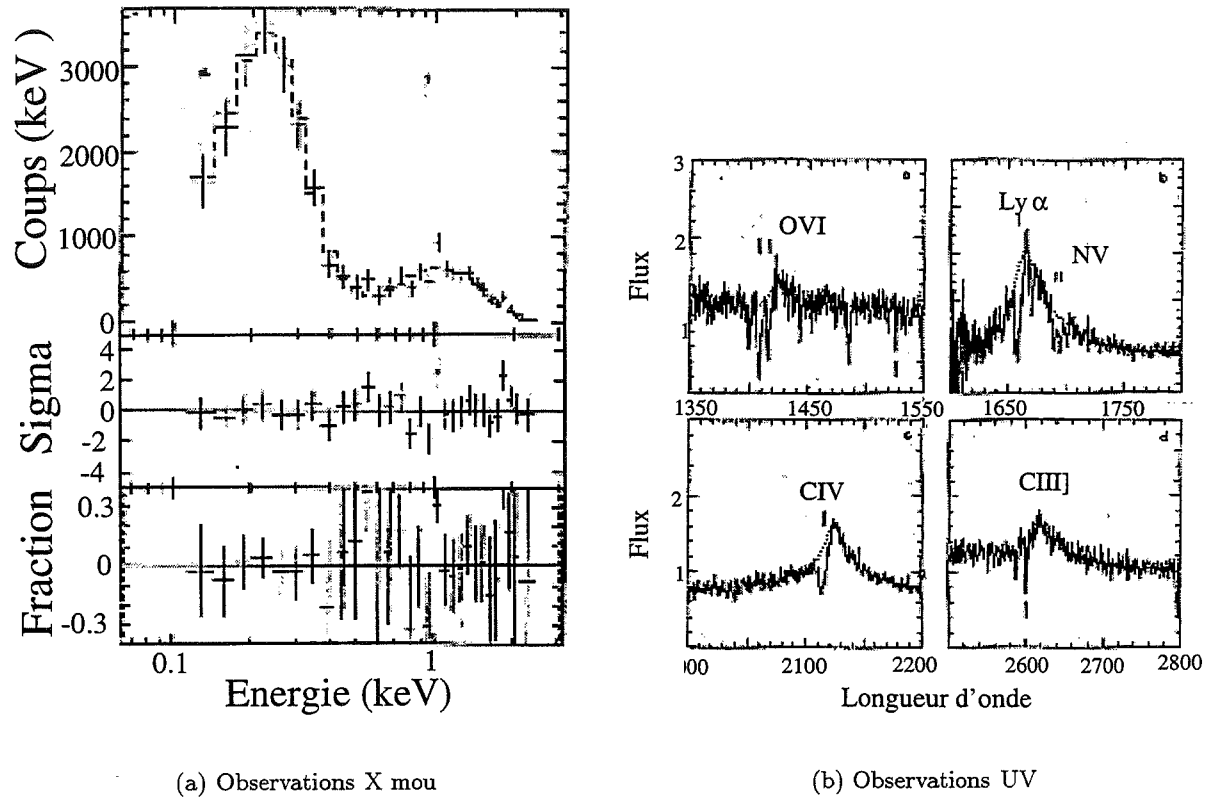 Coups (keV)
3000
2000
1000
0
Sigma
4
2
0
-2
-4
Fraction
0.3
0
-0.3
0.1
1
Energie (keV)
(a) Observations X mou
3
2
1
Flux
OVI
1350
1450
1550
b
Ly α
NV
1650
1750
2
1
Flux
c
CIV
2100
2200
d
CIII]
2600
2700
2800
Longueur d'onde
(b) Observations UV